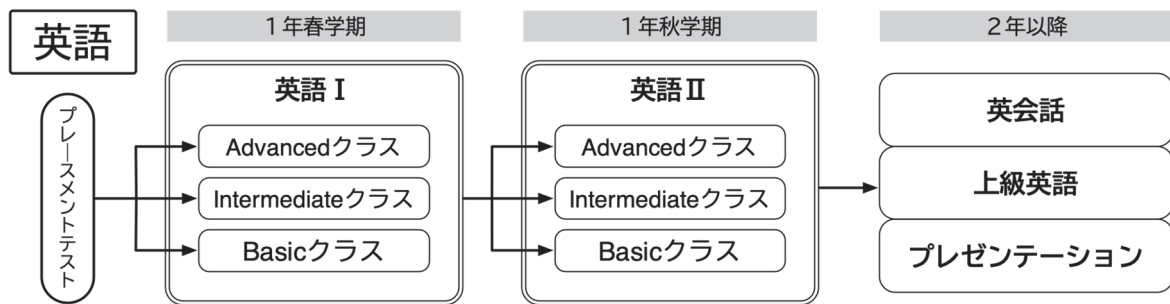 英語
1年春学期
1年秋学期
2年以降
プレースメントテスト
英語Ⅰ
Advancedクラス
Intermediateクラス
Basicクラス
英語Ⅱ
Advancedクラス
Intermediateクラス
Basicクラス
英会話
上級英語
プレゼンテーション